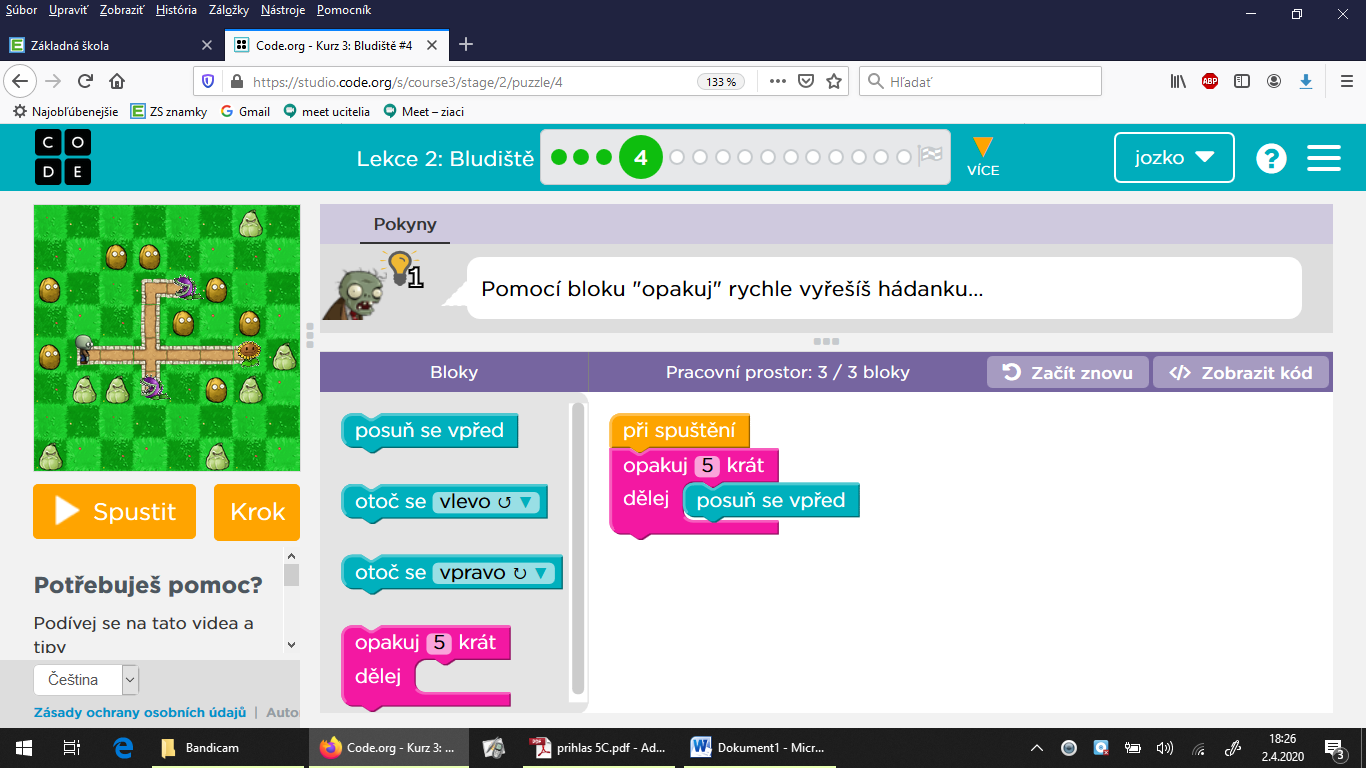 Súbor Upraviť Zobraziť História Záložky Nástroje Pomocník
Základná škola
Code.org - Kurz 3: Bludiště #4
https://studio.code.org/s/course3/stage/2/puzzle/4
133 %
Hľadať
ABP
Najobľúbenejšie ZS znamky Gmail meet ucitelia Meet – ziaci
C O
D E
Lekce 2: Bludiště
4
VÍCE
jozko
?
Pokyny
1
Pomocí bloku "opakuj" rychle vyřešíš hádanku...
Bloky
Pracovní prostor: 3 / 3 bloky
Začít znovu
Zobrazit kód
posuň se vpřed
otoč se vlevo ↺ ▼
otoč se vpravo ↻ ▼
opakuj 5 krát
dělej
při spuštění
opakuj 5 krát
dělej posuň se vpřed
Spustit
Krok
Potřebuješ pomoc?
Podívej se na tato videa a
tipy
Čeština
Zásady ochrany osobních údajů | Auto
Bandicam
Code.org - Kurz 3: ...
prihlas 5C.pdf - Ad...
Dokument1 - Micr...
18:26
2.4.2020
3